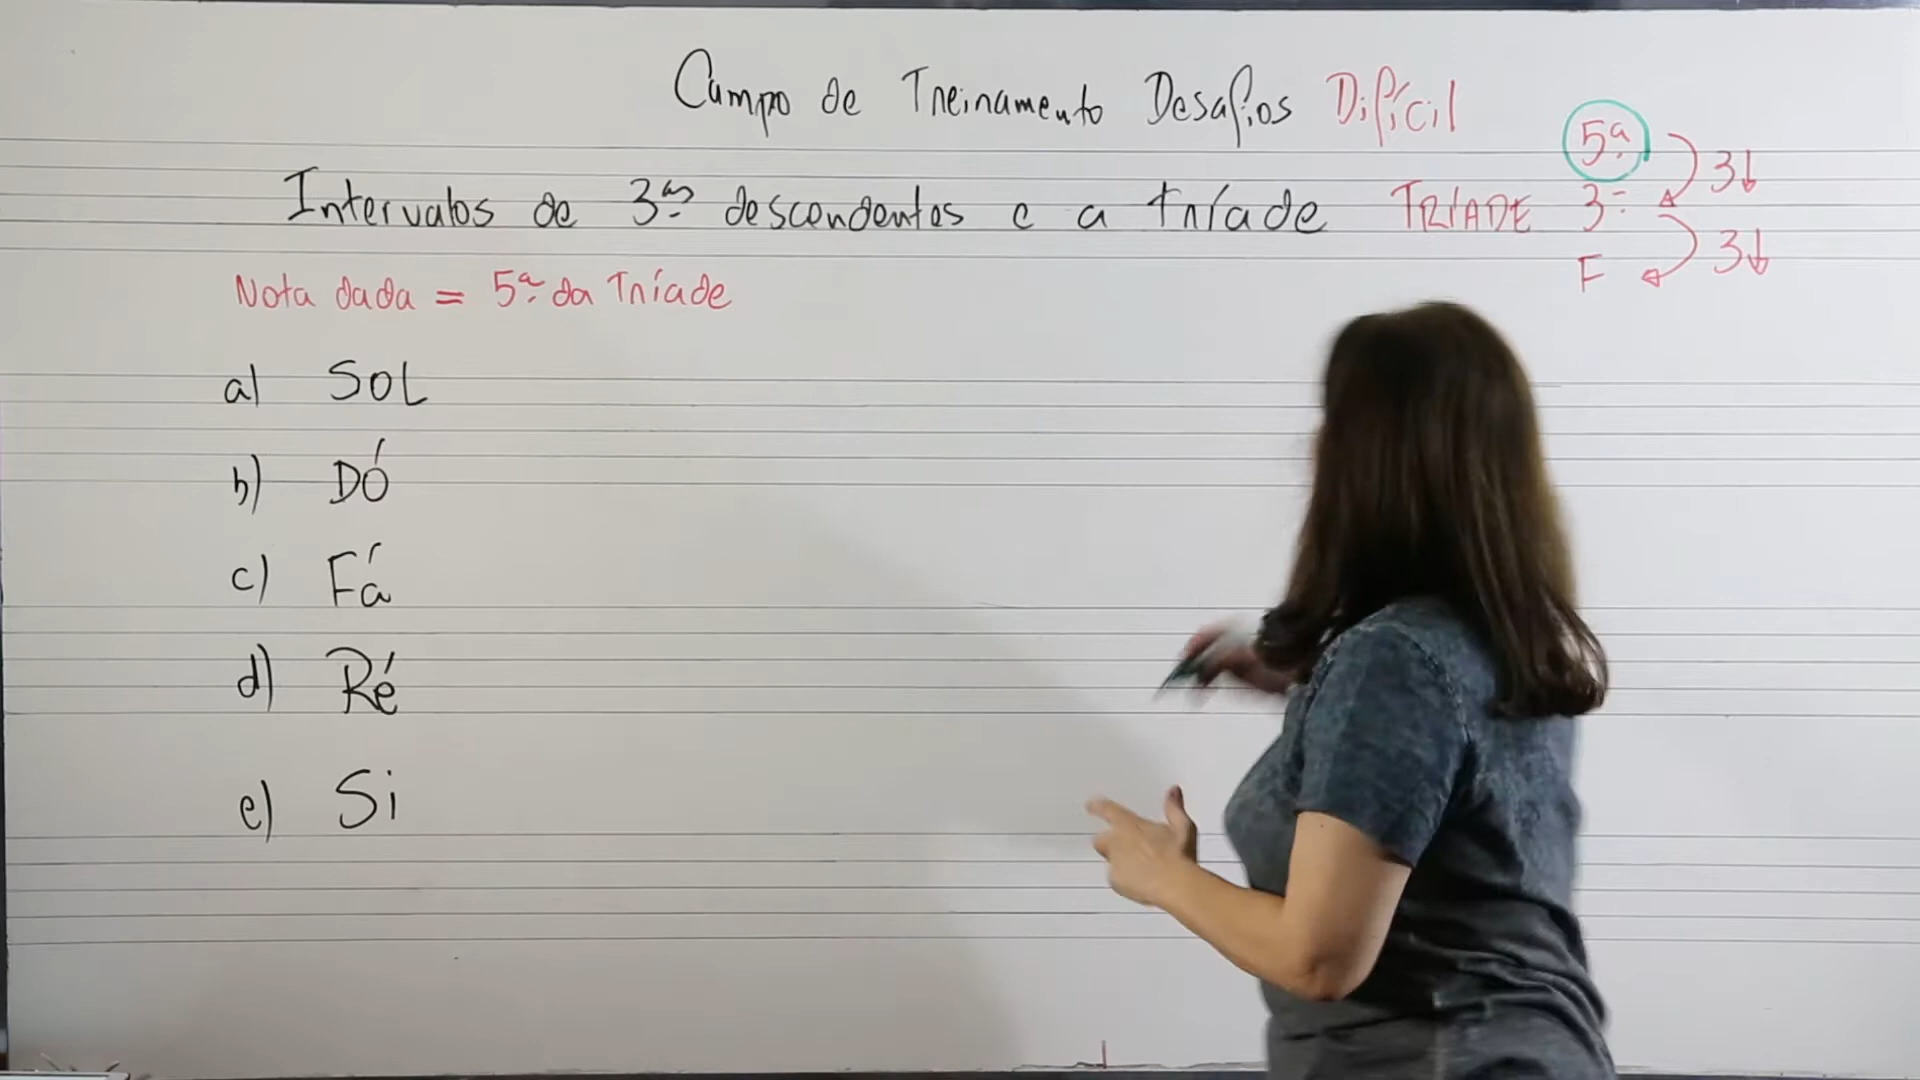 Campo de Treinamento Desafios Difícil
Intervalos de 3as descendentes e a tríade
TRÍADE 5ª 3↓
3ª 3↓
F
Nota dada = 5ª da Tríade
a) SOL
b) DÓ
c) Fá
d) Ré
e) Si